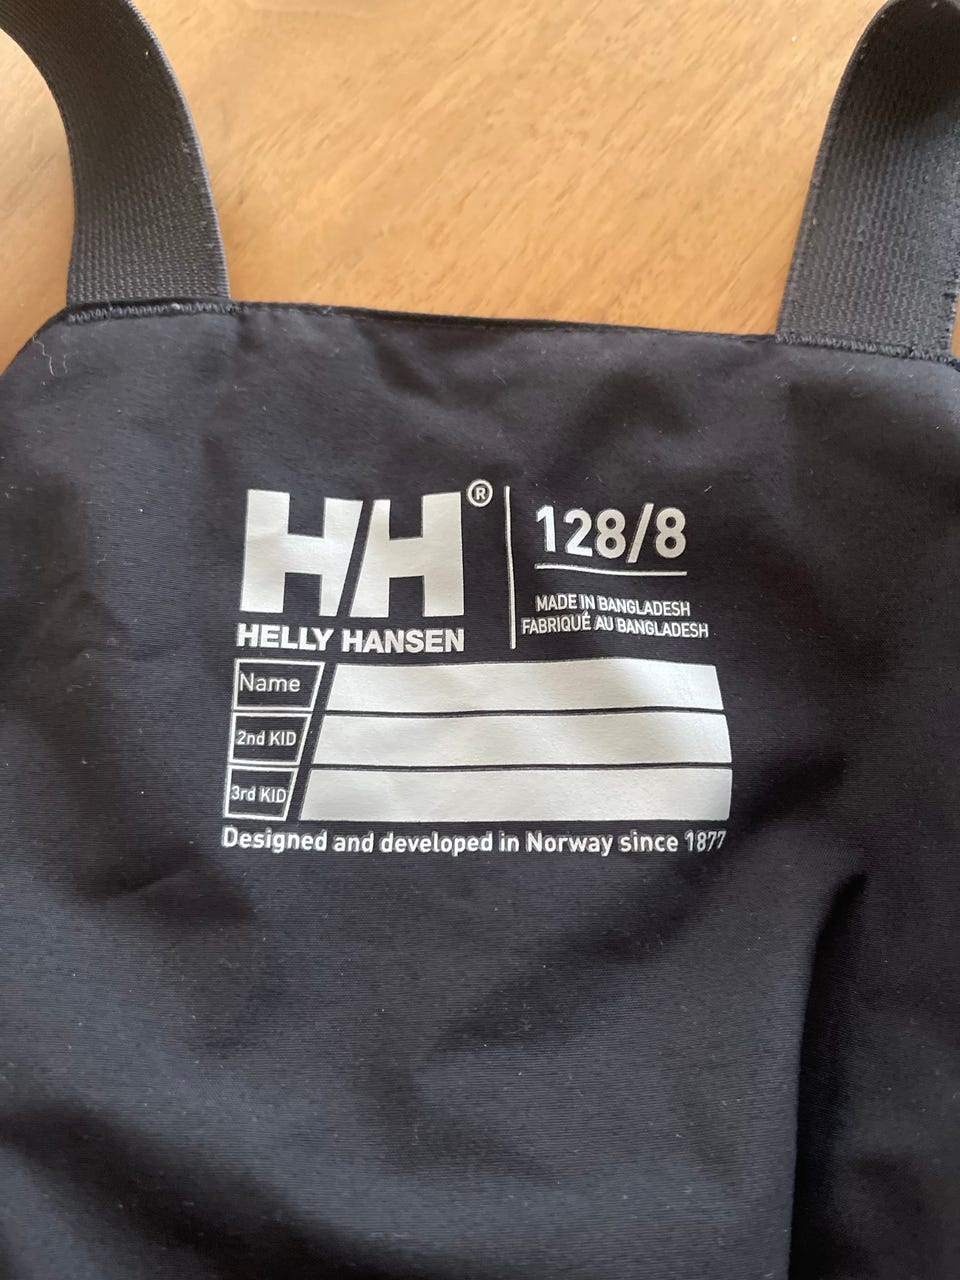 HH®
HELLY HANSEN
128/8
MADE IN BANGLADESH
FABRIQUÉ AU BANGLADESH
Name
2nd KID
3rd KID
Designed and developed in Norway since 1877